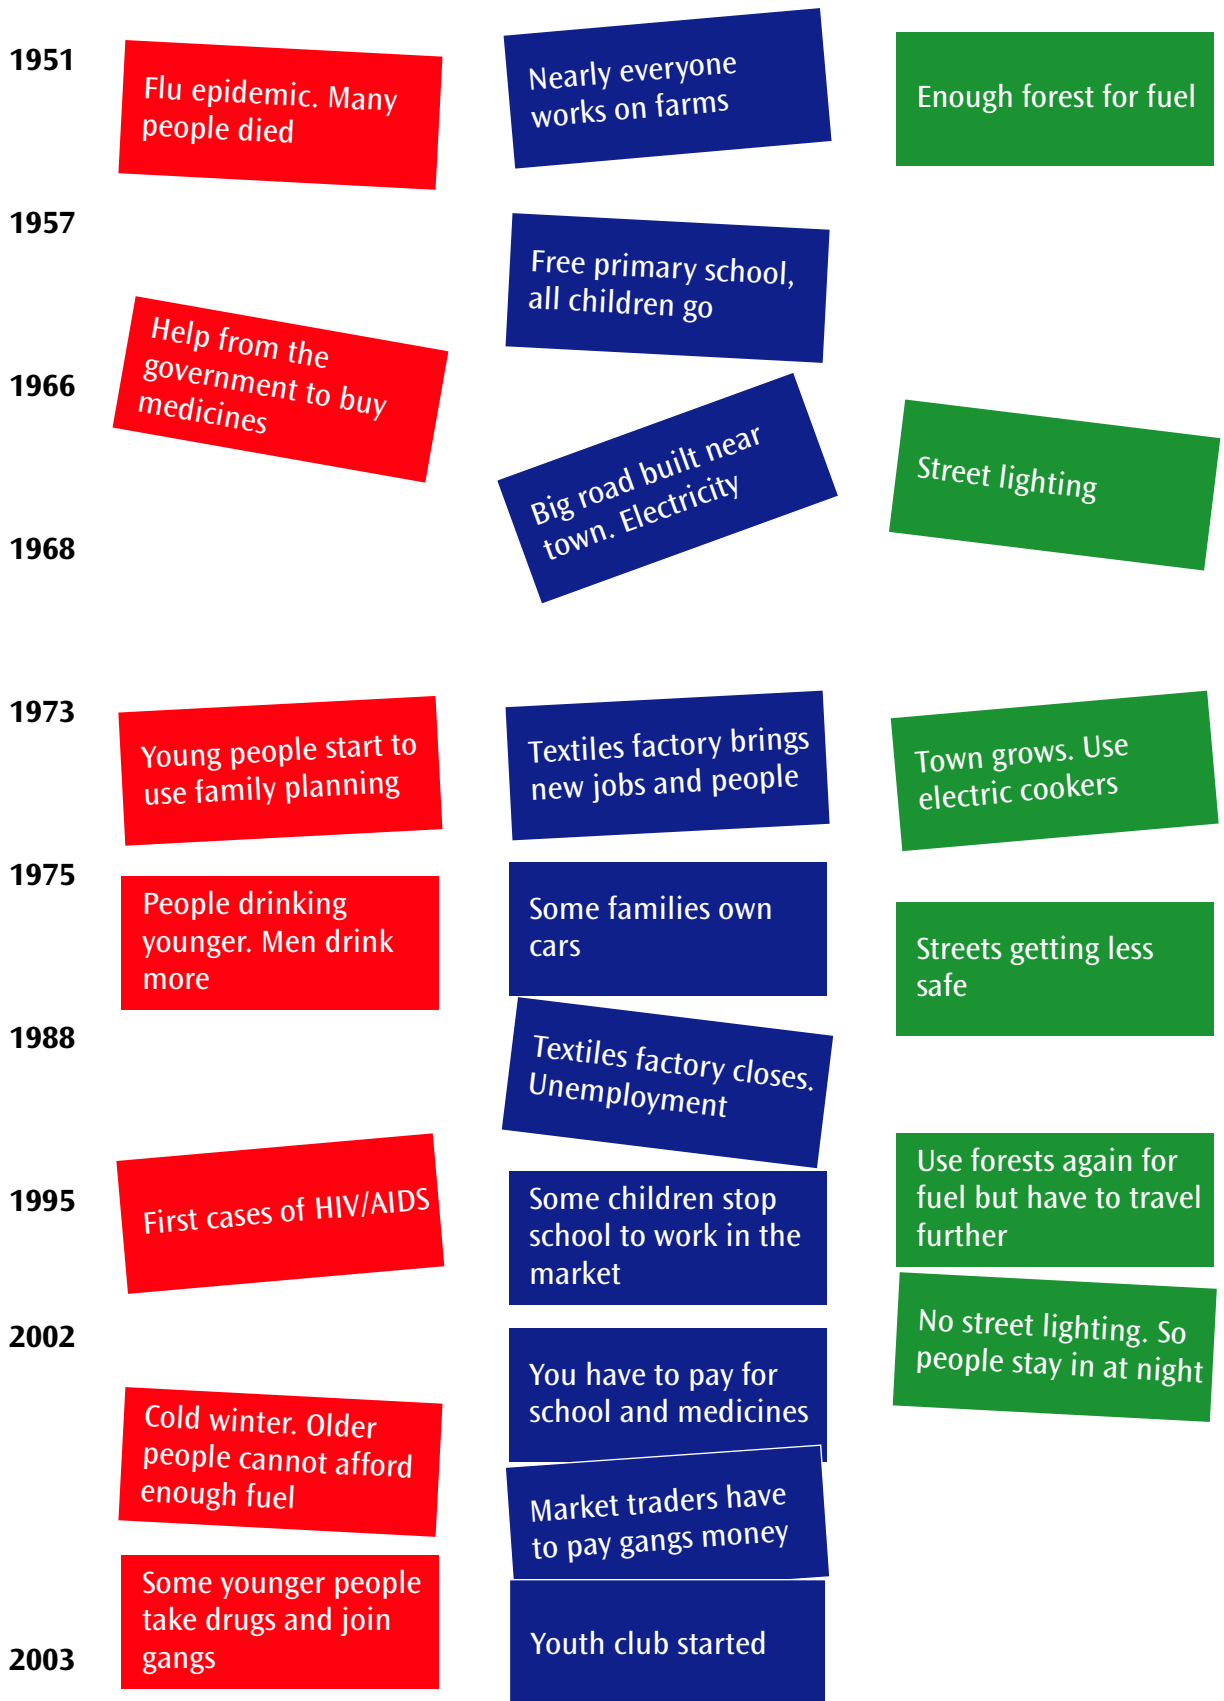 1951
Flu epidemic. Many
people died
Nearly everyone
works on farms
Enough forest for fuel
1957
Free primary school,
all children go
Help from the
government to buy
medicines
1966
Big road built near
town. Electricity
Street lighting
1968
1973
Young people start to
use family planning
Textiles factory brings
new jobs and people
Town grows. Use
electric cookers
1975
People drinking
younger. Men drink
more
Some families own
cars
Streets getting less
safe
1988
Textiles factory closes.
Unemployment
1995
First cases of HIV/AIDS
Some children stop
school to work in the
market
Use forests again for
fuel but have to travel
further
2002
You have to pay for
school and medicines
No street lighting. So
people stay in at night
Cold winter. Older
people cannot afford
enough fuel
Market traders have
to pay gangs money
Some younger people
take drugs and join
gangs
Youth club started
2003